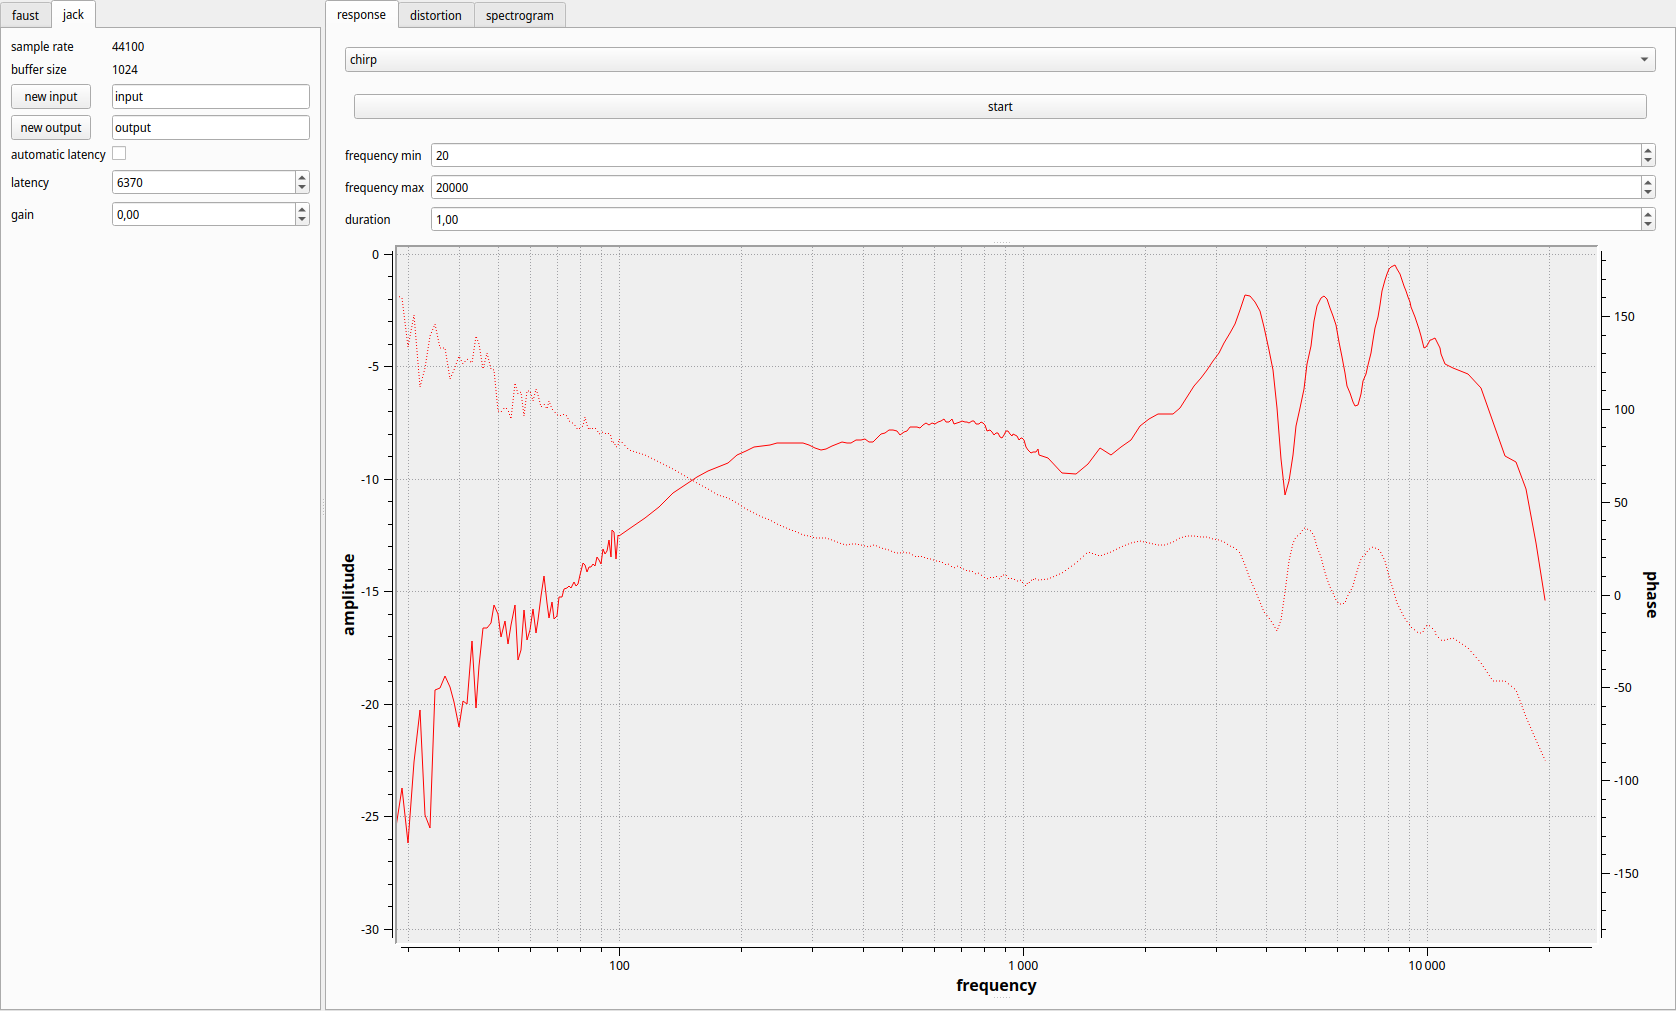 faust jack
sample rate 44100
buffer size 1024
new input input
new output output
automatic latency
latency 6370
gain 0,00
response distortion spectrogram
chirp
start
frequency min 20
frequency max 20000
duration 1,00
0
-5
-10
-15
-20
-25
-30
amplitude
150
100
50
0
-50
-100
-150
phase
100 1 000 10 000
frequency